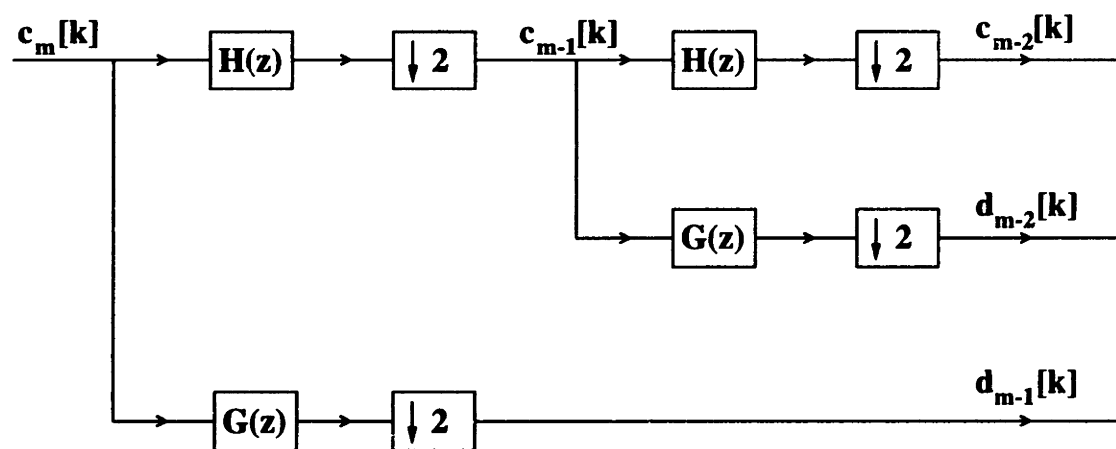 c_m[k] H(z) ↓ 2 c_{m-1}[k] H(z) ↓ 2 c_{m-2}[k]
G(z) ↓ 2 d_{m-2}[k]
G(z) ↓ 2 d_{m-1}[k]